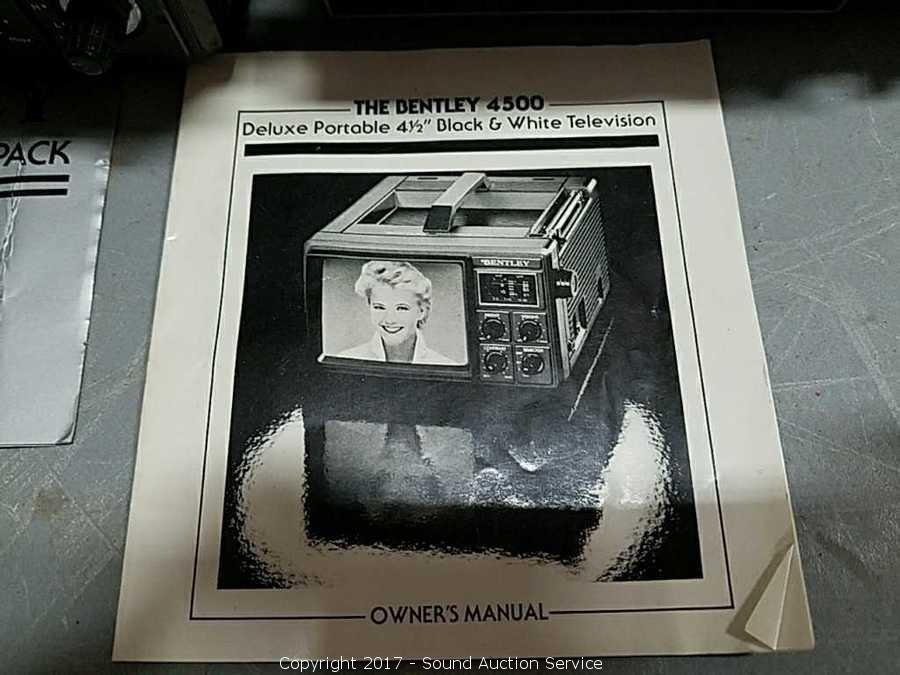 THE BENTLEY 4500
Deluxe Portable 4½" Black & White Television
PACK
BENTLEY
OWNER'S MANUAL
Copyright 2017 - Sound Auction Service